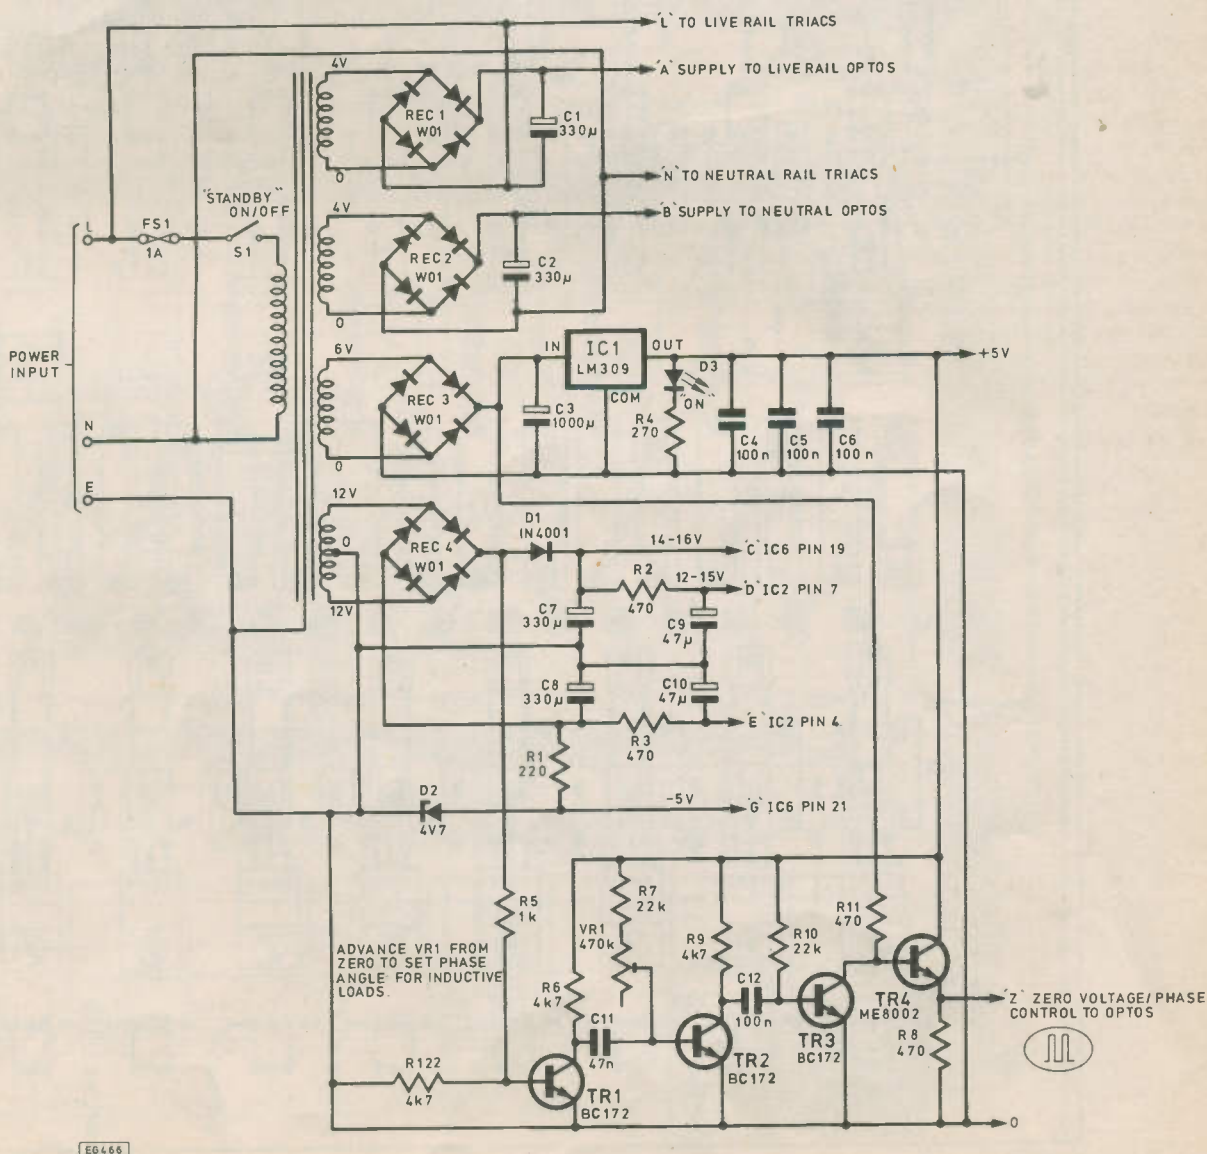 'L' TO LIVE RAIL TRIACS
'A' SUPPLY TO LIVE RAIL OPTOS
4V
REC 1
W01
C1
330µ
0
'N' TO NEUTRAL RAIL TRIACS
"STANDBY"
ON/OFF
4V
'B' SUPPLY TO NEUTRAL OPTOS
L
FS1
1A
S1
REC 2
W01
C2
330µ
0
POWER
INPUT
6V
IN
IC1
LM309
OUT
COM
D3
"ON"
+5V
REC 3
W01
C3
1000µ
R4
270
C4
100n
C5
100n
C6
100n
N
0
E
12V
0
12V
REC 4
W01
D1
IN4001
14-16V
'C' IC6 PIN 19
R2
470
12-15V
'D' IC2 PIN 7
C7
330µ
C9
47µ
C8
330µ
C10
47µ
R3
470
'E' IC2 PIN 4
R1
220
D2
4V7
-5V
'G' IC6 PIN 21
R5
1k
R7
22k
VR1
470k
R9
4k7
R10
22k
R11
470
ADVANCE VR1 FROM
ZERO TO SET PHASE
ANGLE FOR INDUCTIVE
LOADS.
R6
4k7
C11
47n
C12
100n
TR4
ME8002
'Z' ZERO VOLTAGE/PHASE
CONTROL TO OPTOS
R8
470
TR3
BC172
TR2
BC172
R122
4k7
TR1
BC172
0
EG466